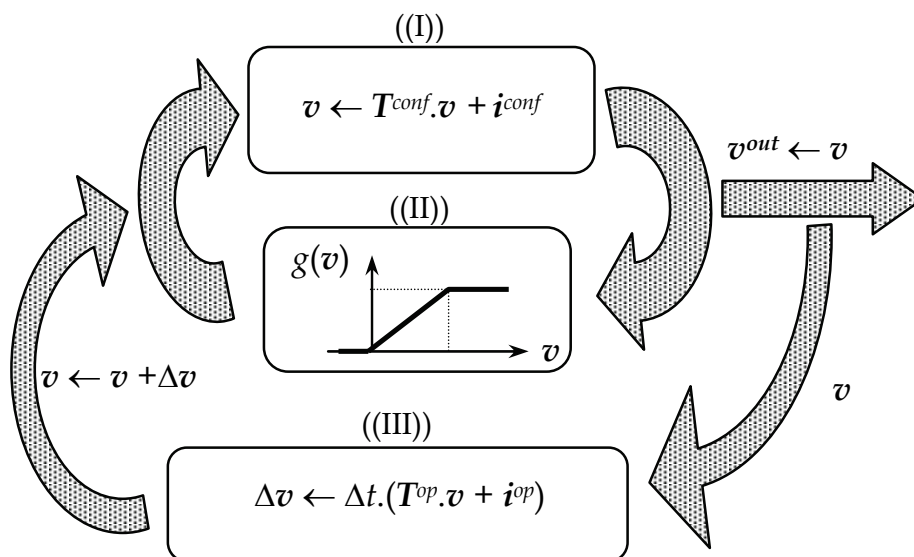 ((I))
v ← T^conf.v + i^conf
v^out ← v
((II))
g(v)
v
v ← v +Δv
v
((III))
Δv ← Δt.(T^op.v + i^op)